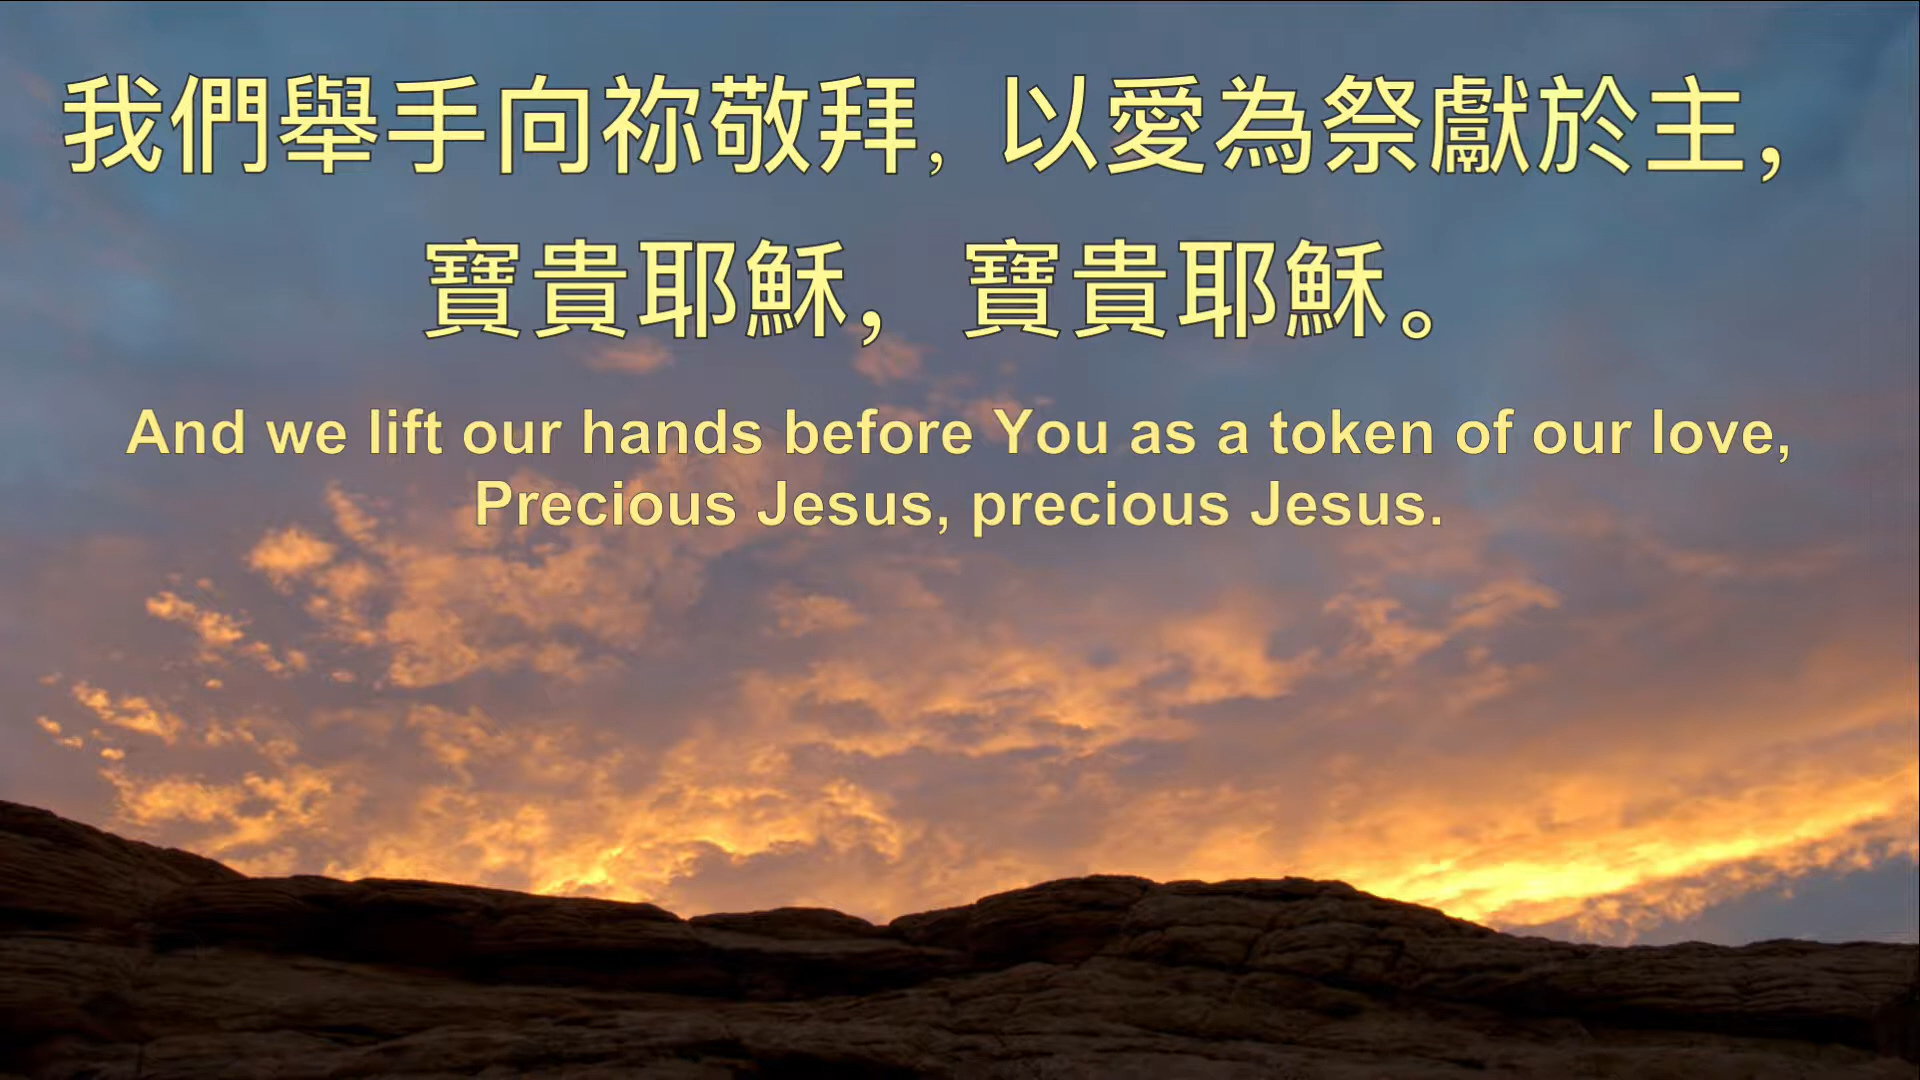 我們舉手向祢敬拜, 以愛為祭獻於主,
寶貴耶穌, 寶貴耶穌。
And we lift our hands before You as a token of our love,
Precious Jesus, precious Jesus.